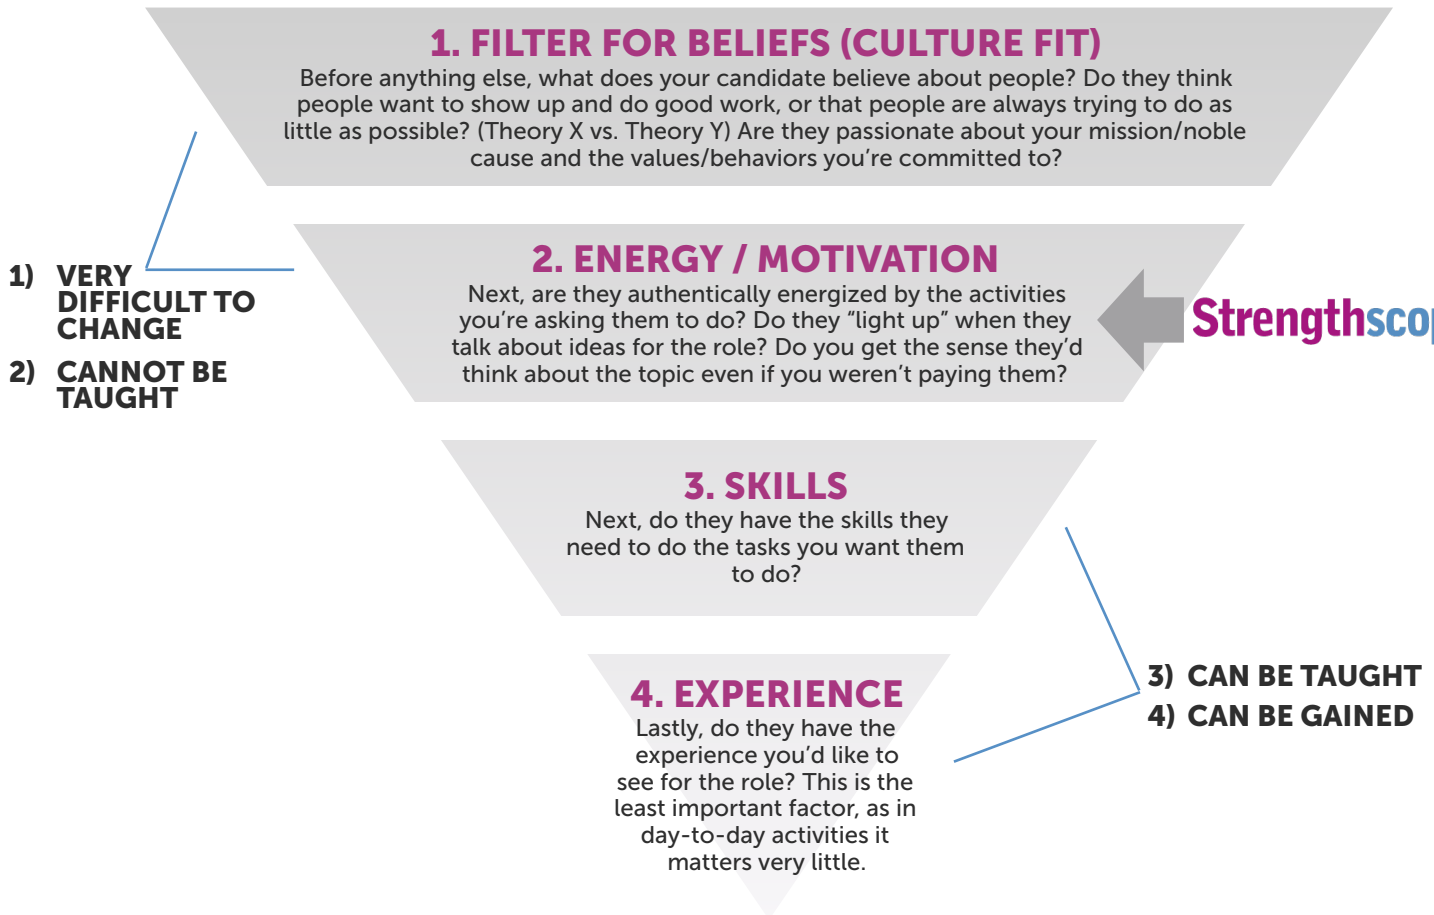 1. FILTER FOR BELIEFS (CULTURE FIT)
Before anything else, what does your candidate believe about people? Do they think
people want to show up and do good work, or that people are always trying to do as
little as possible? (Theory X vs. Theory Y) Are they passionate about your mission/noble
cause and the values/behaviors you’re committed to?
1) VERY
DIFFICULT TO
CHANGE
2) CANNOT BE
TAUGHT
2. ENERGY / MOTIVATION
Next, are they authentically energized by the activities
you’re asking them to do? Do they “light up” when they
talk about ideas for the role? Do you get the sense they’d
think about the topic even if you weren’t paying them?
3. SKILLS
Next, do they have the skills they
need to do the tasks you want them
to do?
4. EXPERIENCE
Lastly, do they have the
experience you’d like to
see for the role? This is the
least important factor, as in
day-to-day activities it
matters very little.
3) CAN BE TAUGHT
4) CAN BE GAINED